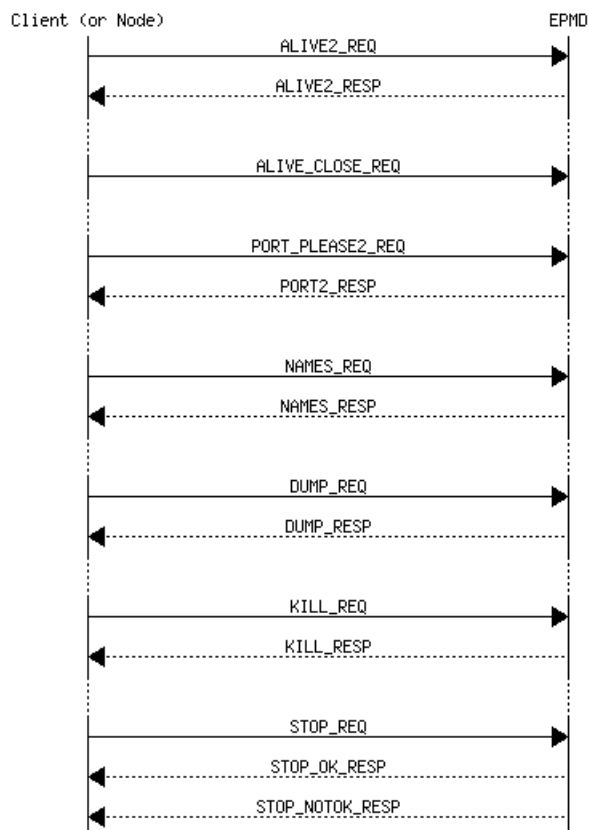 Client (or Node) EPMD
ALIVE2_REQ
ALIVE2_RESP
ALIVE_CLOSE_REQ
PORT_PLEASE2_REQ
PORT2_RESP
NAMES_REQ
NAMES_RESP
DUMP_REQ
DUMP_RESP
KILL_REQ
KILL_RESP
STOP_REQ
STOP_OK_RESP
STOP_NOTOK_RESP